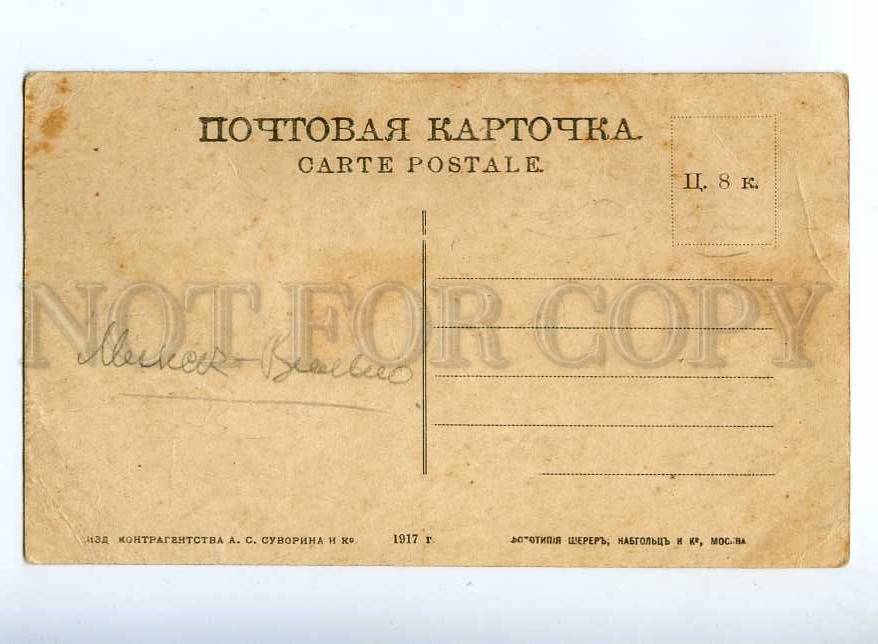 ПОЧТОВАЯ КАРТОЧКА.
CARTE POSTALE.
Ц. 8 к.
NOT FOR COPY
Минск - Вильно
ИЗД КОНТРАГЕНТСТВА А. С. СУВОРИНА И Ко 1917 г. ФОТОТИПІЯ ШЕРЕРЪ, НАБГОЛЬЦЪ И Ко, МОСКВА